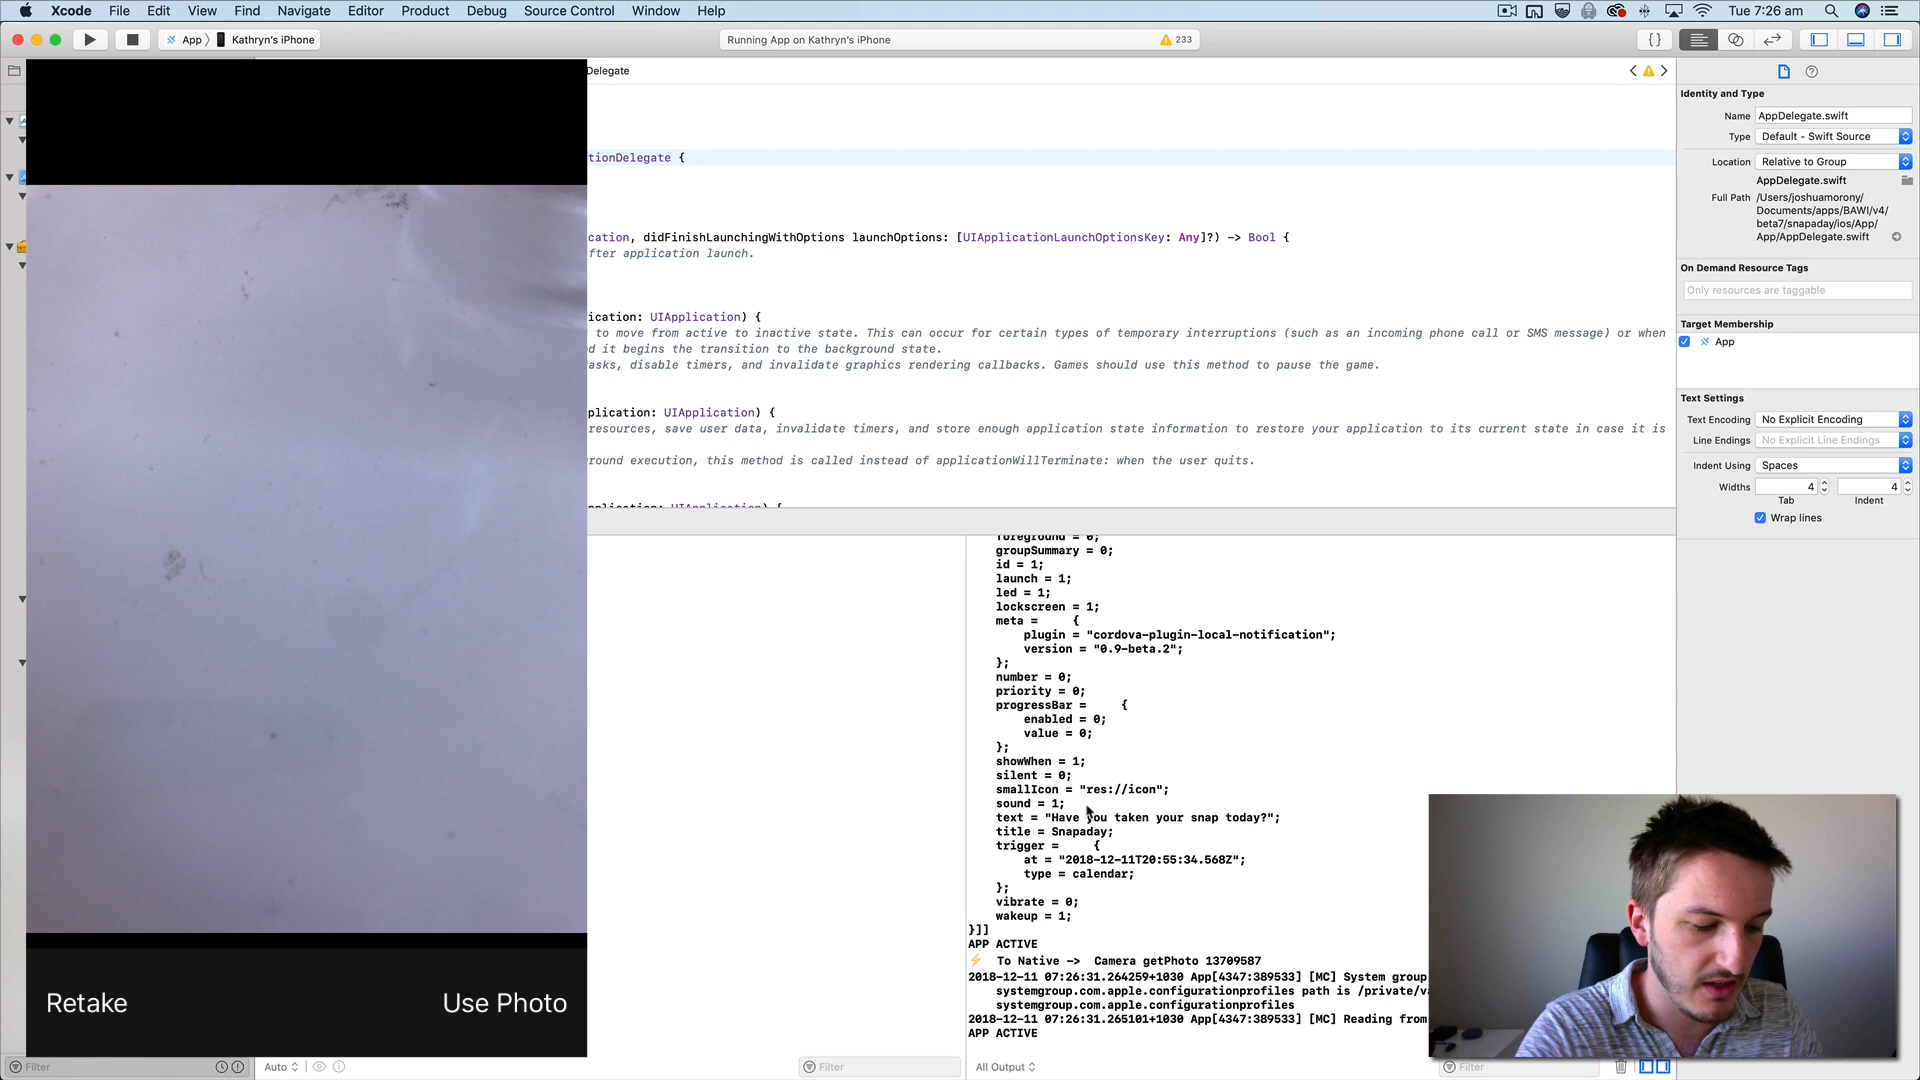 Xcode File Edit View Find Navigate Editor Product Debug Source Control Window Help Tue 7:26 am
App Kathryn's iPhone Running App on Kathryn's iPhone 233
Delegate
tionDelegate {
cation, didFinishLaunchingWithOptions launchOptions: [UIApplicationLaunchOptionsKey: Any]?) -> Bool {
fter application launch.
ication: UIApplication) {
to move from active to inactive state. This can occur for certain types of temporary interruptions (such as an incoming phone call or SMS message) or when
d it begins the transition to the background state.
asks, disable timers, and invalidate graphics rendering callbacks. Games should use this method to pause the game.
plication: UIApplication) {
resources, save user data, invalidate timers, and store enough application state information to restore your application to its current state in case it is
round execution, this method is called instead of applicationWillTerminate: when the user quits.
plication: UIApplication) {
Identity and Type
Name AppDelegate.swift
Type Default - Swift Source
Location Relative to Group
AppDelegate.swift
Full Path /Users/joshuamorony/
Documents/apps/BAWI/v4/
beta7/snapaday/ios/App/
App/AppDelegate.swift
On Demand Resource Tags
Only resources are taggable
Target Membership
App
Text Settings
Text Encoding No Explicit Encoding
Line Endings No Explicit Line Endings
Indent Using Spaces
Widths 4 4
Tab Indent
Wrap lines
foreground = 0;
groupSummary = 0;
id = 1;
launch = 1;
led = 1;
lockscreen = 1;
meta = {
plugin = "cordova-plugin-local-notification";
version = "0.9-beta.2";
};
number = 0;
priority = 0;
progressBar = {
enabled = 0;
value = 0;
};
showWhen = 1;
silent = 0;
smallIcon = "res://icon";
sound = 1;
text = "Have you taken your snap today?";
title = Snapaday;
trigger = {
at = "2018-12-11T20:55:34.568Z";
type = calendar;
};
vibrate = 0;
wakeup = 1;
}]]
APP ACTIVE
⚡ To Native -> Camera getPhoto 13709587
2018-12-11 07:26:31.264259+1030 App[4347:389533] [MC] System group
systemgroup.com.apple.configurationprofiles path is /private/va
systemgroup.com.apple.configurationprofiles
2018-12-11 07:26:31.265101+1030 App[4347:389533] [MC] Reading from
APP ACTIVE
Retake Use Photo
Filter Auto Filter All Output Filter